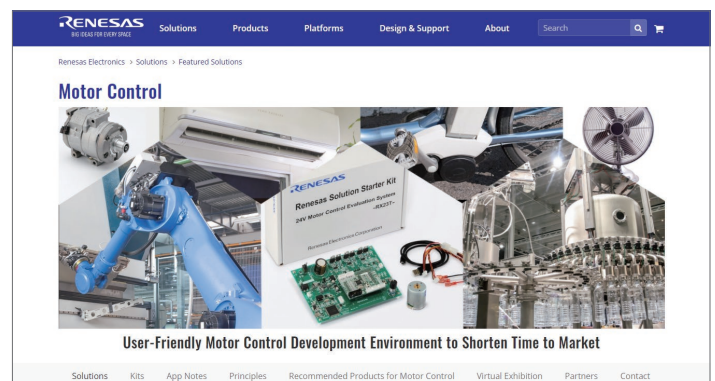 RENESAS
BIG IDEAS FOR EVERY SPACE
Solutions Products Platforms Design & Support About Search
Renesas Electronics > Solutions > Featured Solutions
Motor Control
RENESAS
Renesas Solution Starter Kit
24V Motor Control Evaluation System
-RX23T-
Renesas Electronics Corporation
User-Friendly Motor Control Development Environment to Shorten Time to Market
Solutions Kits App Notes Principles Recommended Products for Motor Control Virtual Exhibition Partners Contact